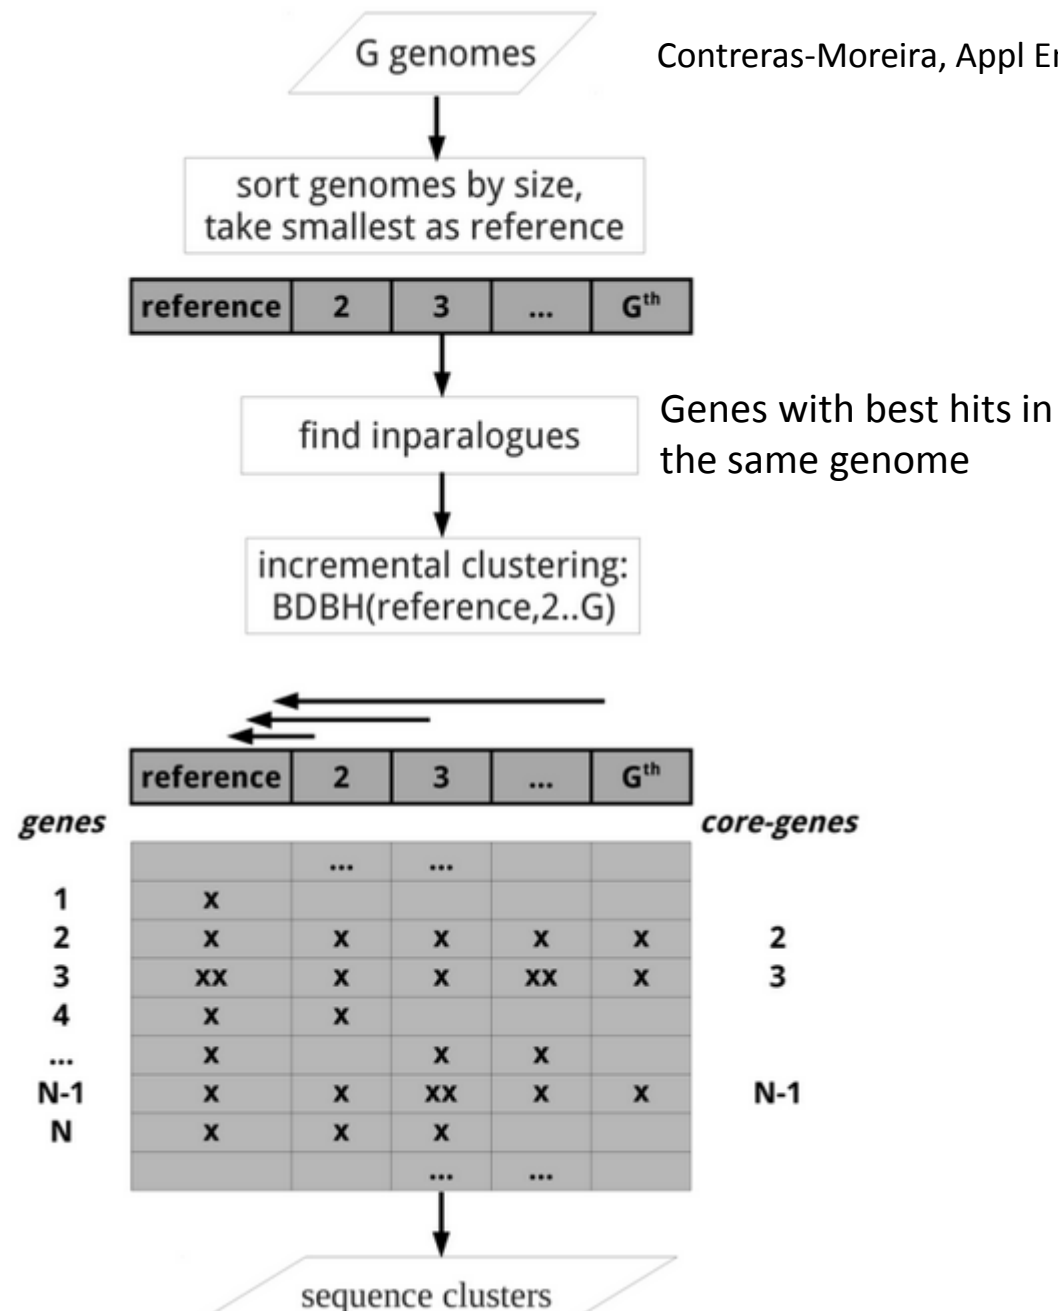 G genomes
Contreras-Moreira, Appl
sort genomes by size,
take smallest as reference
reference 2 3 ... Gth
find inparalogues
Genes with best hits in
the same genome
incremental clustering:
BDBH(reference,2..G)
reference 2 3 ... Gth
genes
core-genes
... ...
1 x
2 x x x x x 2
3 xx x x xx x 3
4 x x
... x x x
N-1 x x xx x x N-1
N x x x
... ...
sequence clusters